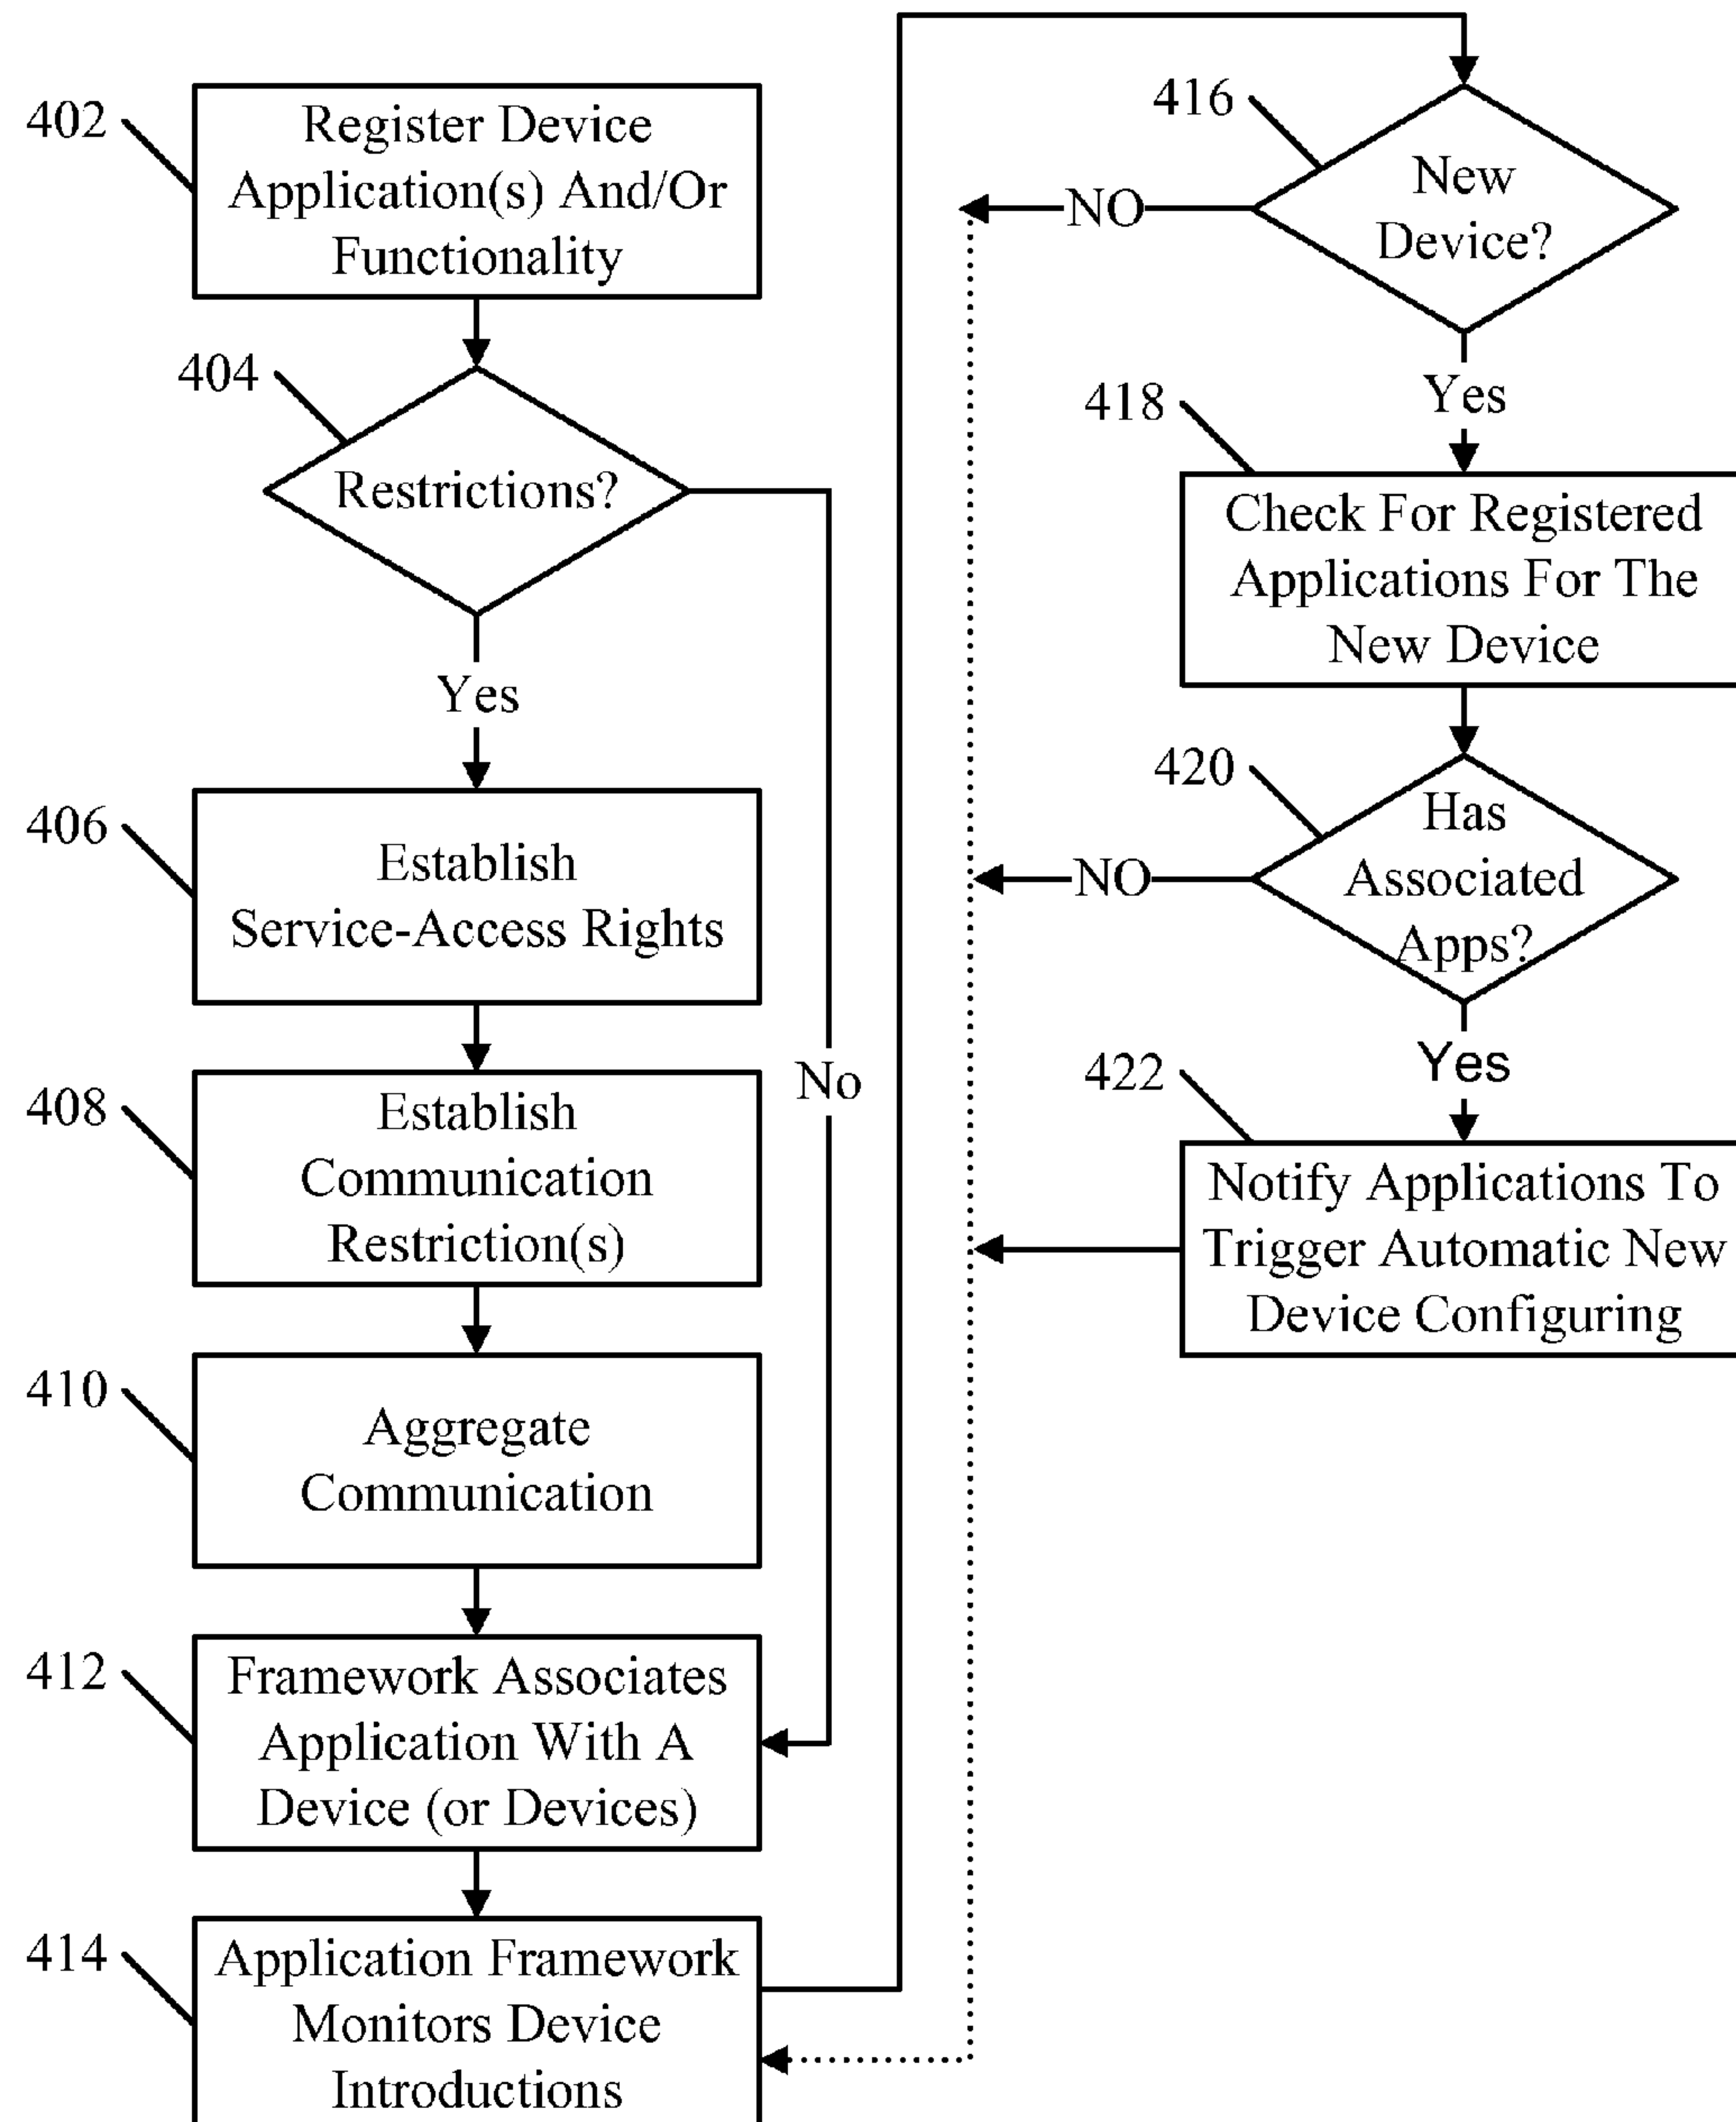 402
Register Device
Application(s) And/Or
Functionality
404
Restrictions?
Yes
No
406
Establish
Service-Access Rights
408
Establish
Communication
Restriction(s)
410
Aggregate
Communication
412
Framework Associates
Application With A
Device (or Devices)
414
Application Framework
Monitors Device
Introductions
416
New
Device?
NO
Yes
418
Check For Registered
Applications For The
New Device
420
Has
Associated
Apps?
NO
Yes
422
Notify Applications To
Trigger Automatic New
Device Configuring